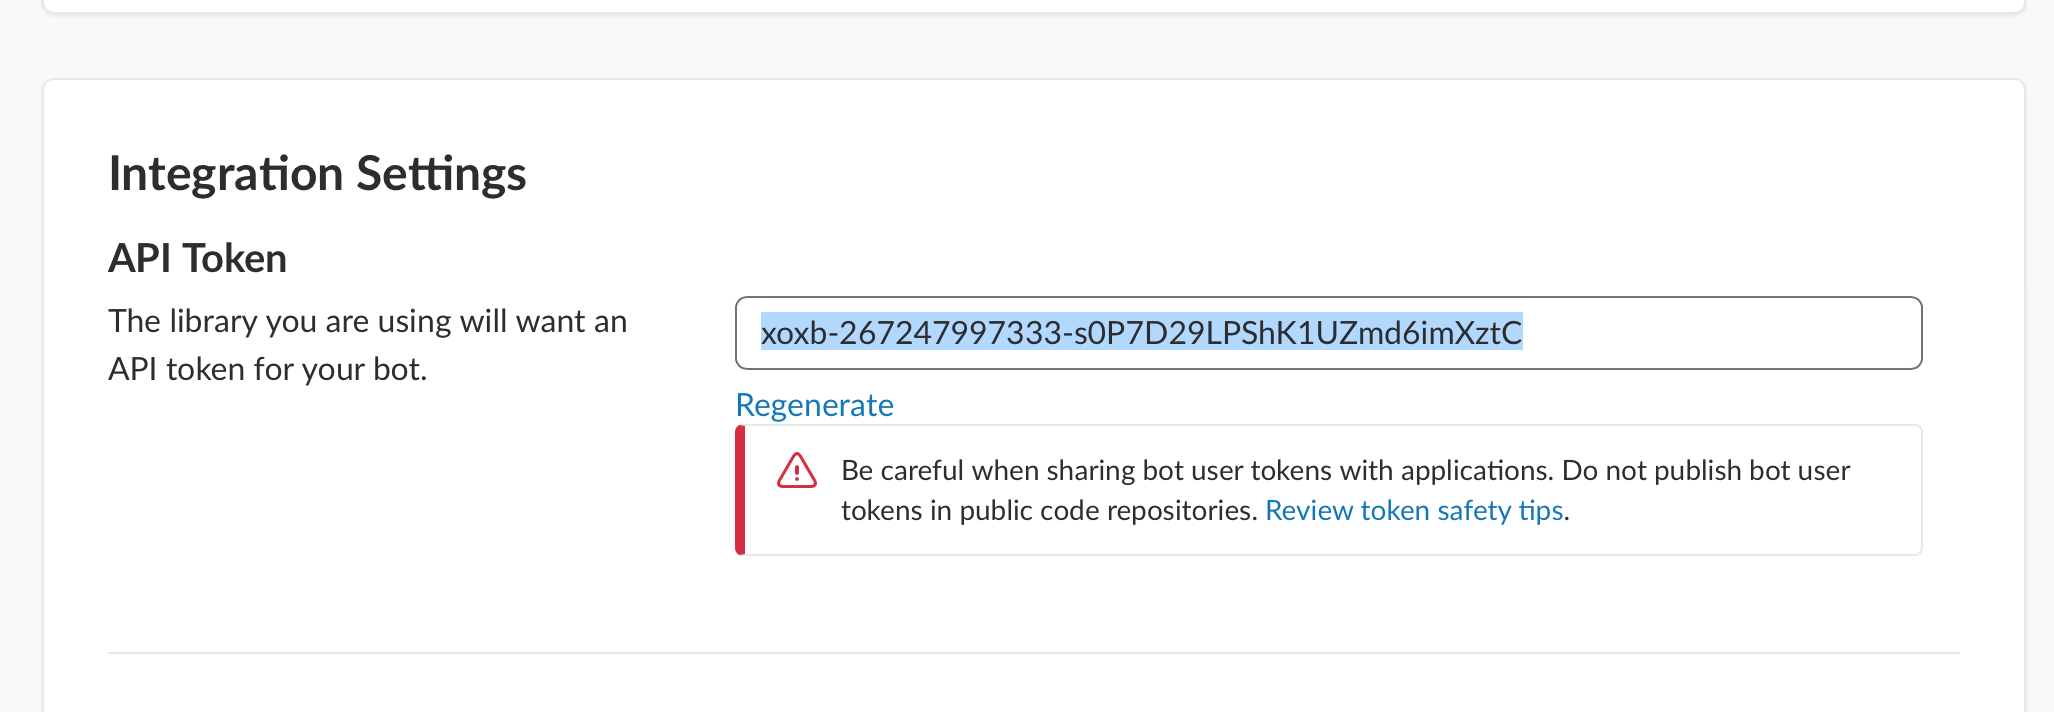 Integration Settings
API Token
The library you are using will want an
API token for your bot.
xoxb-267247997333-s0P7D29LPShK1UZmd6imXztC
Regenerate
Be careful when sharing bot user tokens with applications. Do not publish bot user
tokens in public code repositories. Review token safety tips.